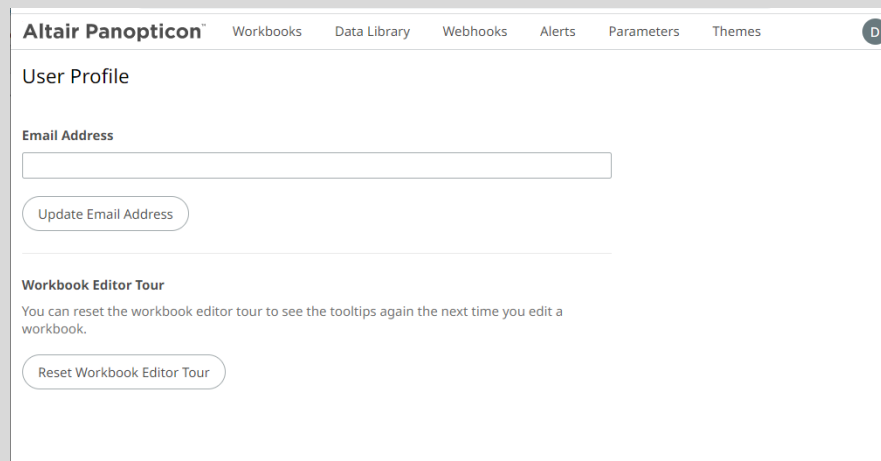 Altair Panopticon™ Workbooks Data Library Webhooks Alerts Parameters Themes D
User Profile
Email Address
Update Email Address
Workbook Editor Tour
You can reset the workbook editor tour to see the tooltips again the next time you edit a
workbook.
Reset Workbook Editor Tour